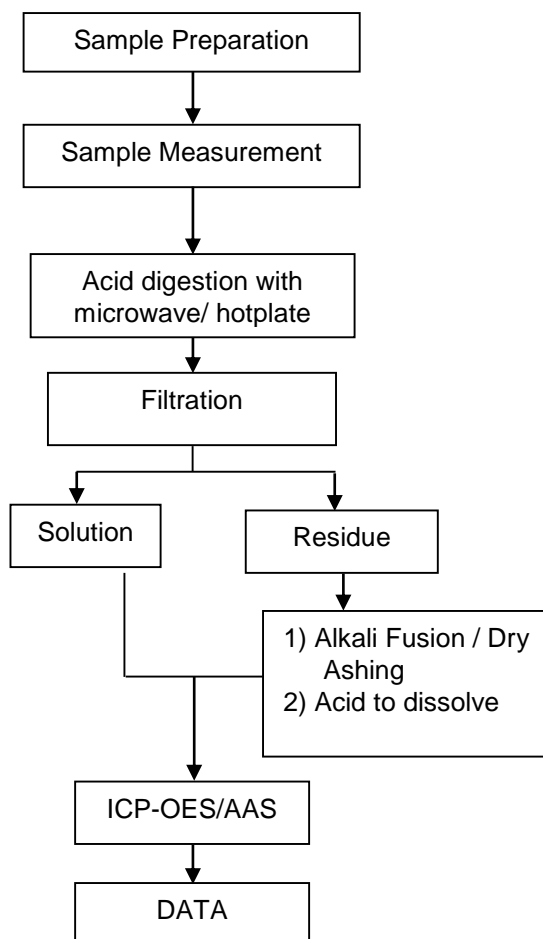 Sample Preparation
Sample Measurement
Acid digestion with
microwave/ hotplate
Filtration
Solution
Residue
1) Alkali Fusion / Dry
Ashing
2) Acid to dissolve
ICP-OES/AAS
DATA